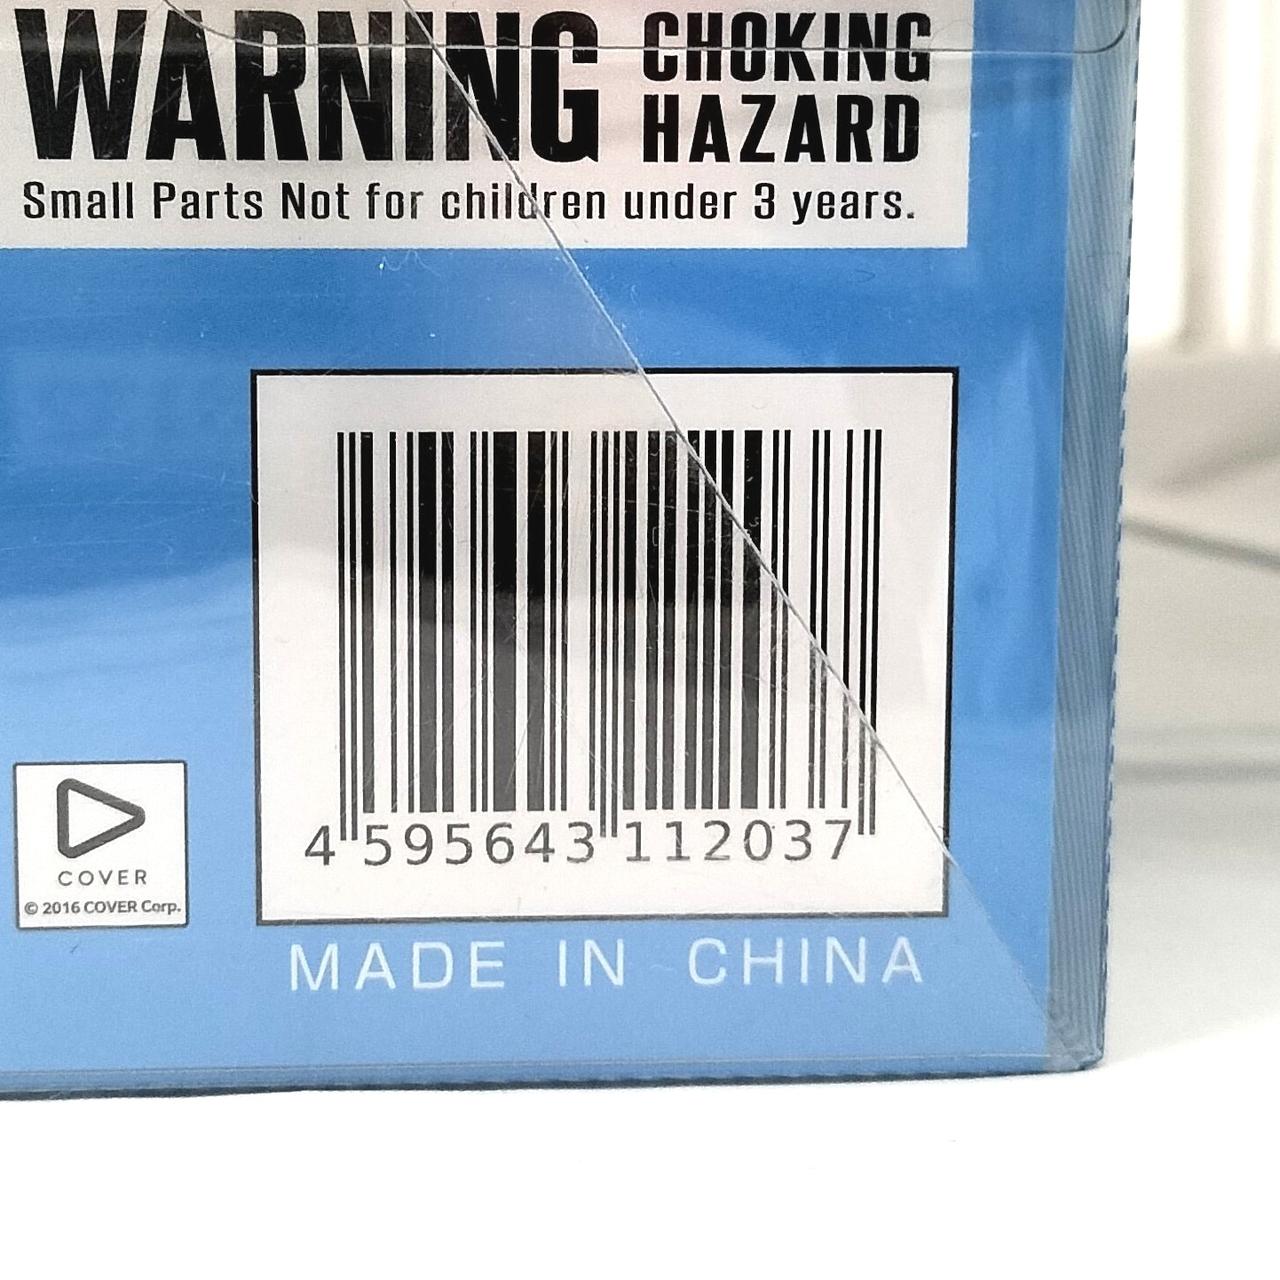 WARNING CHOKING HAZARD
Small Parts Not for children under 3 years.
4 595643 112037
COVER
© 2016 COVER Corp.
MADE IN CHINA